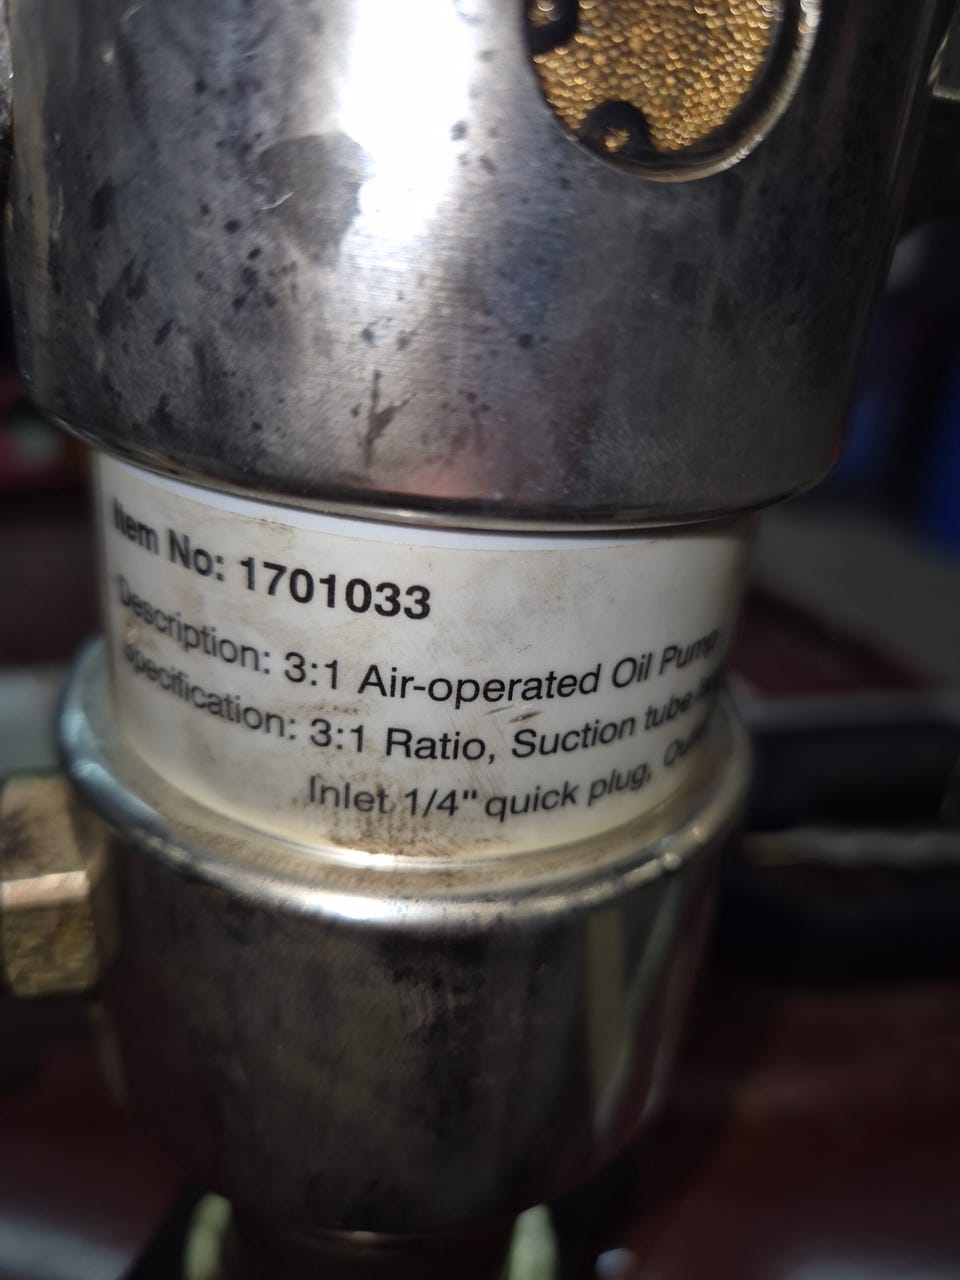 Item No: 1701033
Description: 3:1 Air-operated Oil Pump
specification: 3:1 Ratio, Suction tube
Inlet 1/4" quick plug,